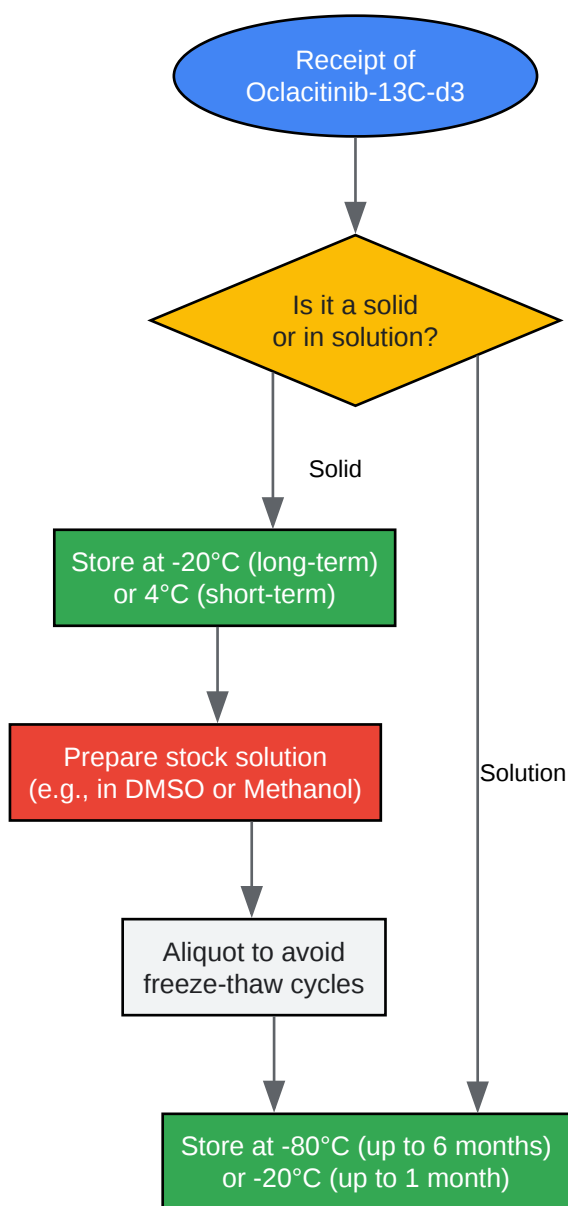 Receipt of
Oclacitinib-13C-d3
Is it a solid
or in solution?
Solid
Store at -20°C (long-term)
or 4°C (short-term)
Prepare stock solution
(e.g., in DMSO or Methanol)
Solution
Aliquot to avoid
freeze-thaw cycles
Store at -80°C (up to 6 months)
or -20°C (up to 1 month)